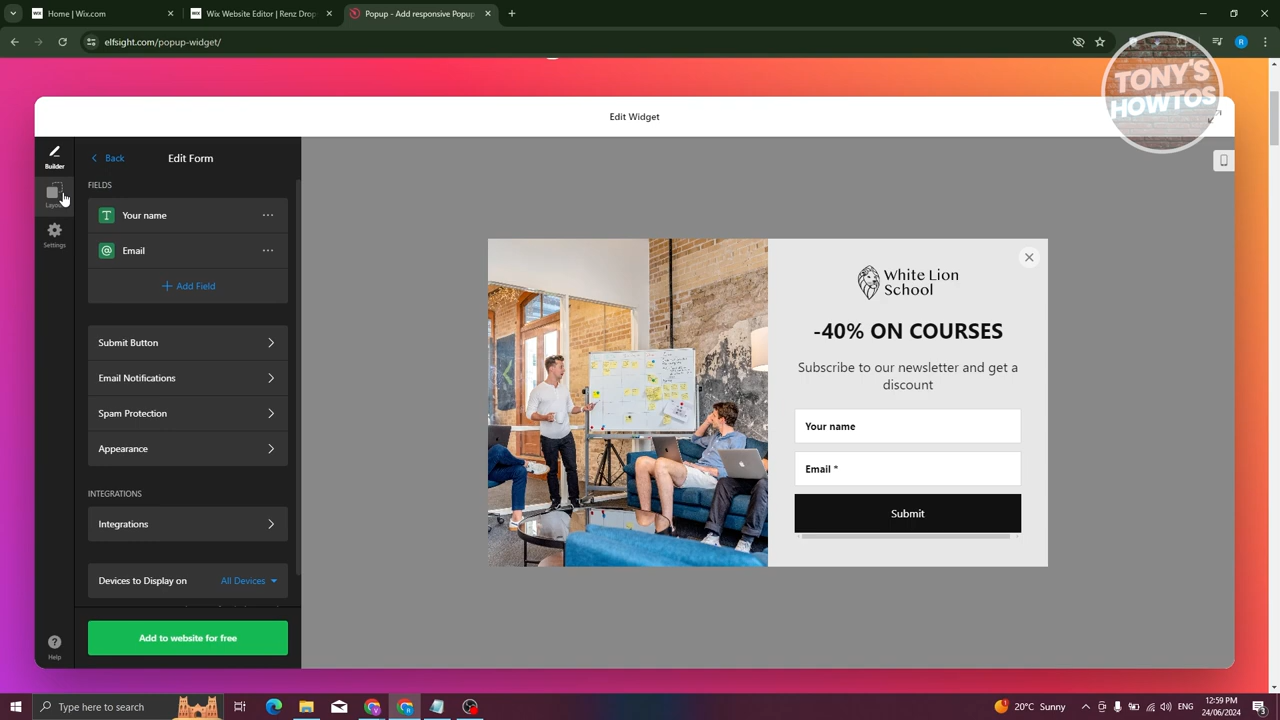 Home | Wix.com
Wix Website Editor | Renz Drop
Popup - Add responsive Popup
elfsight.com/popup-widget/
R
TONY'S
HOWTOS
Edit Widget
Builder
Layout
Settings
Help
Back
Edit Form
FIELDS
Your name
Email
Add Field
Submit Button
Email Notifications
Spam Protection
Appearance
INTEGRATIONS
Integrations
Devices to Display on
All Devices
Add to website for free
White Lion
School
-40% ON COURSES
Subscribe to our newsletter and get a
discount
Your name
Email *
Submit
Type here to search
20°C Sunny
ENG
12:59 PM
24/06/2024